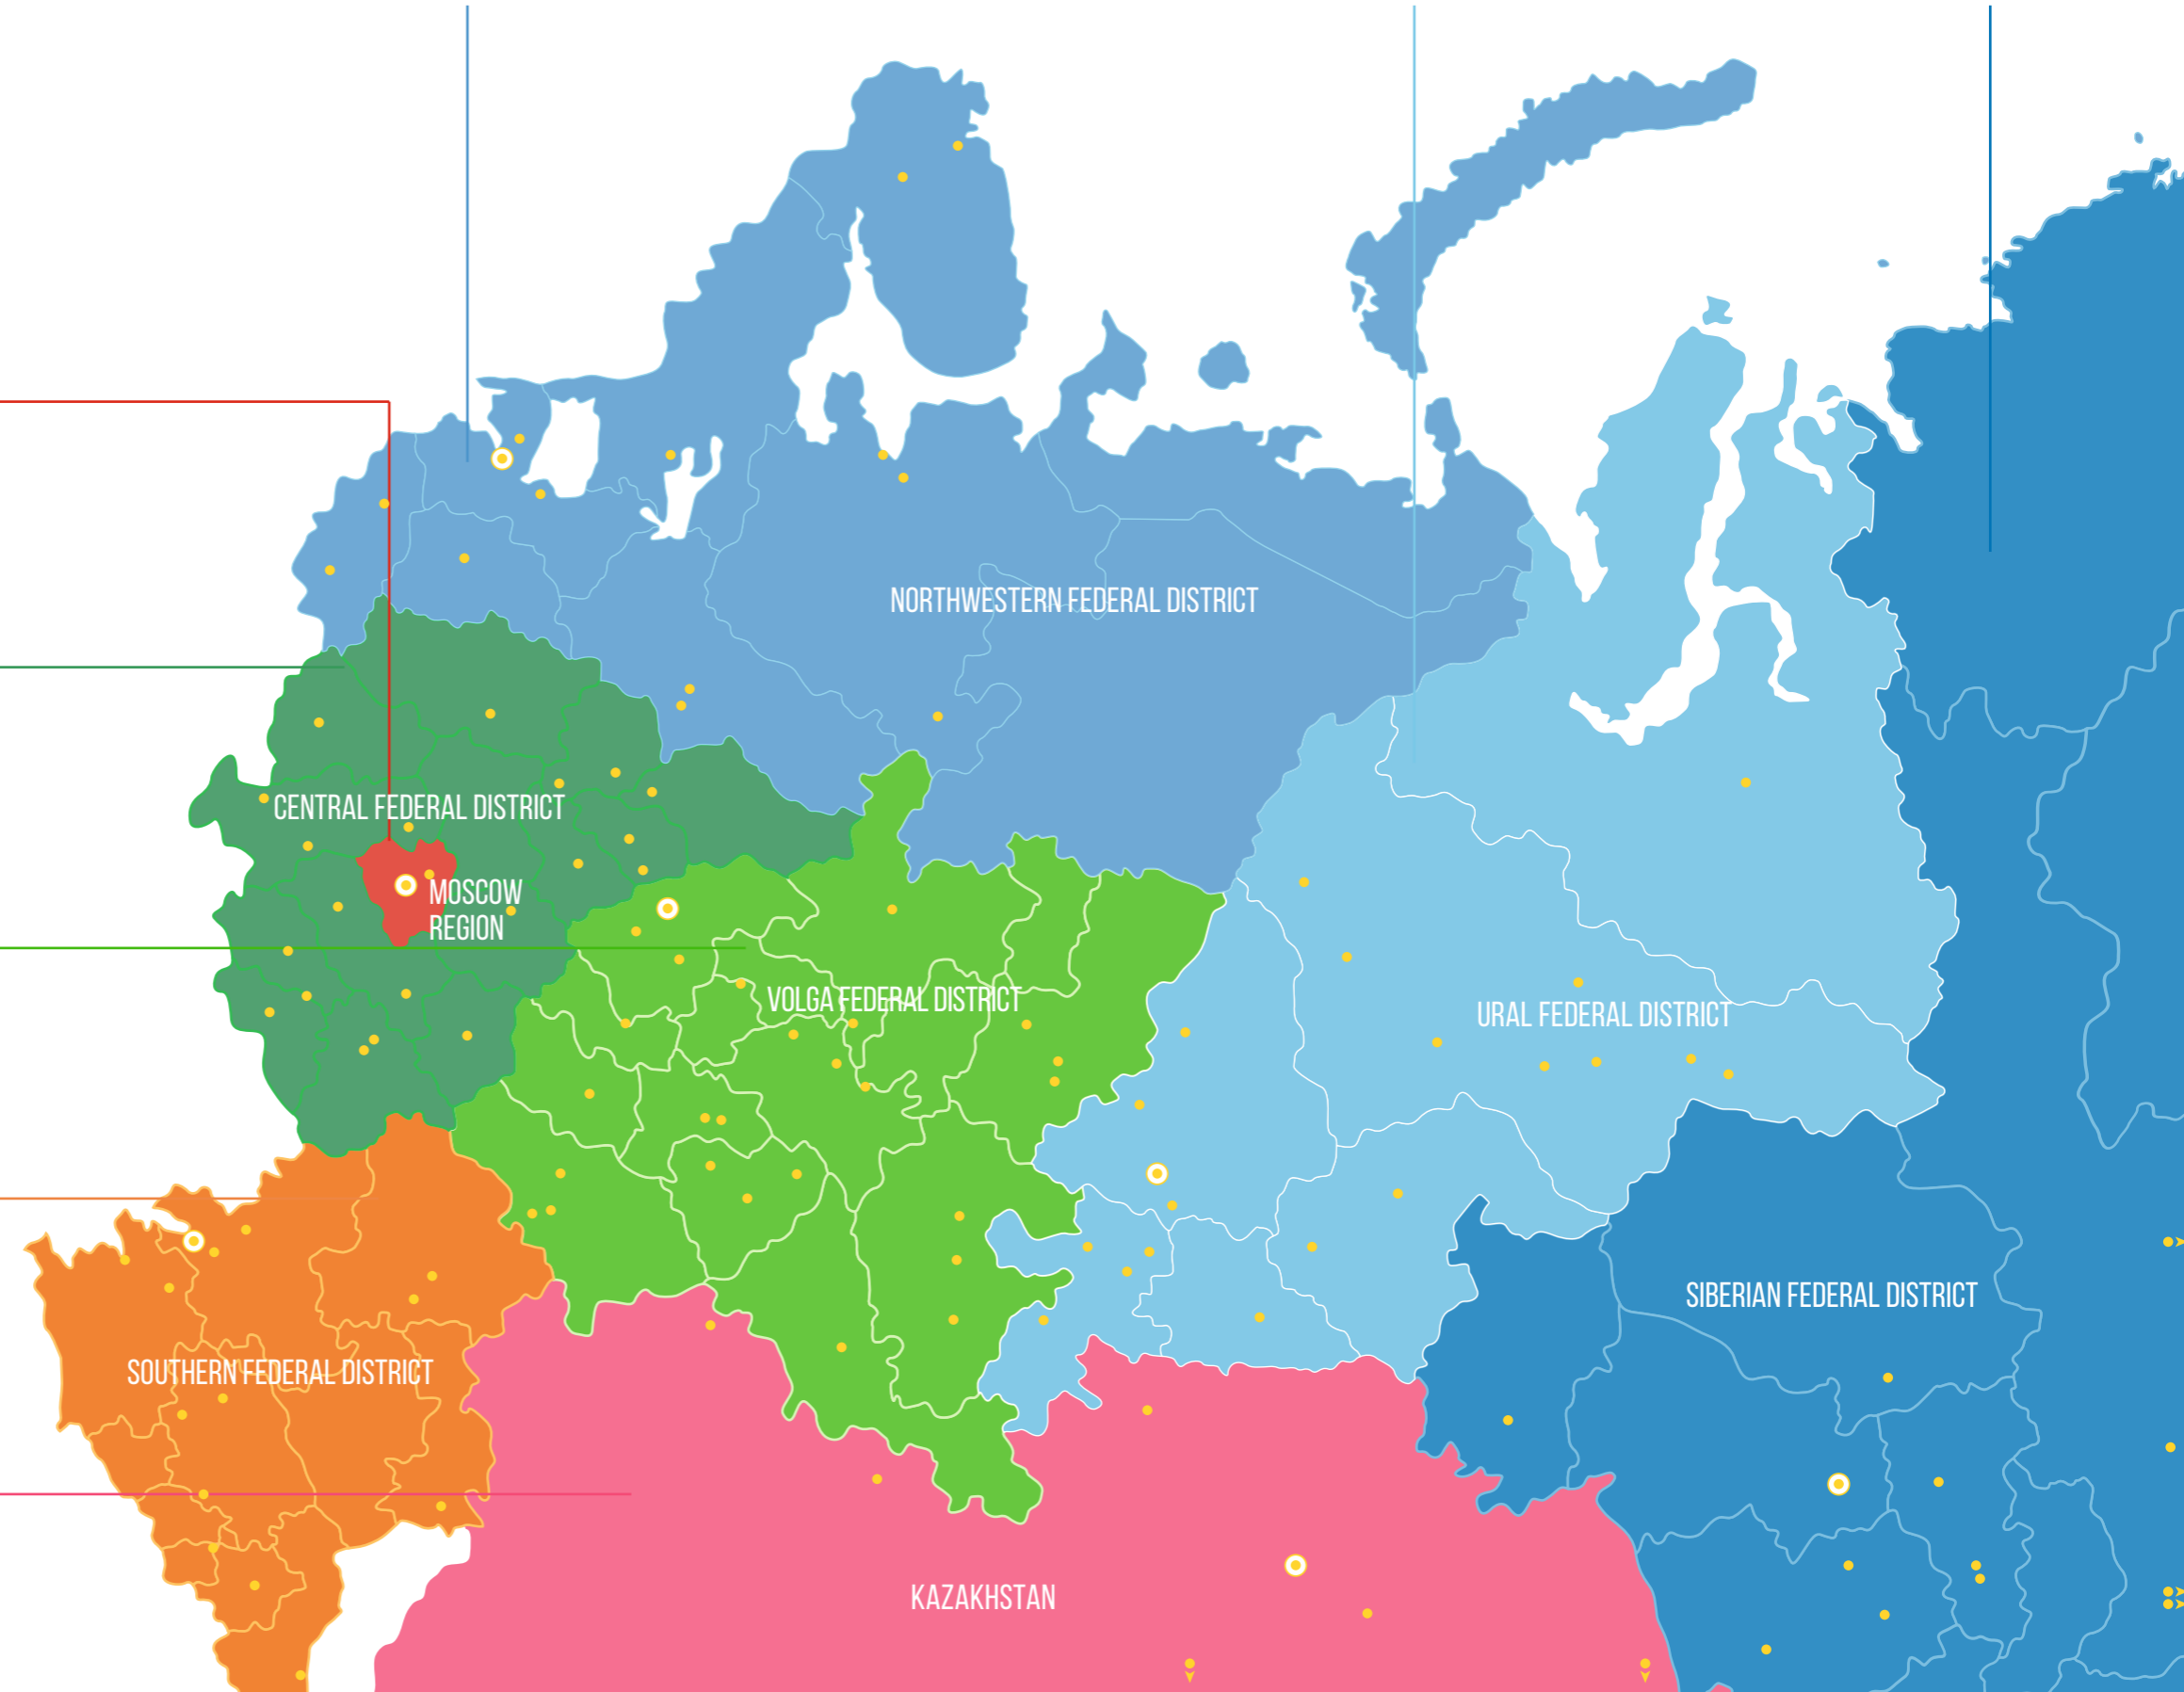 NORTHWESTERN FEDERAL DISTRICT
CENTRAL FEDERAL DISTRICT
MOSCOW
REGION
VOLGA FEDERAL DISTRICT
URAL FEDERAL DISTRICT
SIBERIAN FEDERAL DISTRICT
SOUTHERN FEDERAL DISTRICT
KAZAKHSTAN